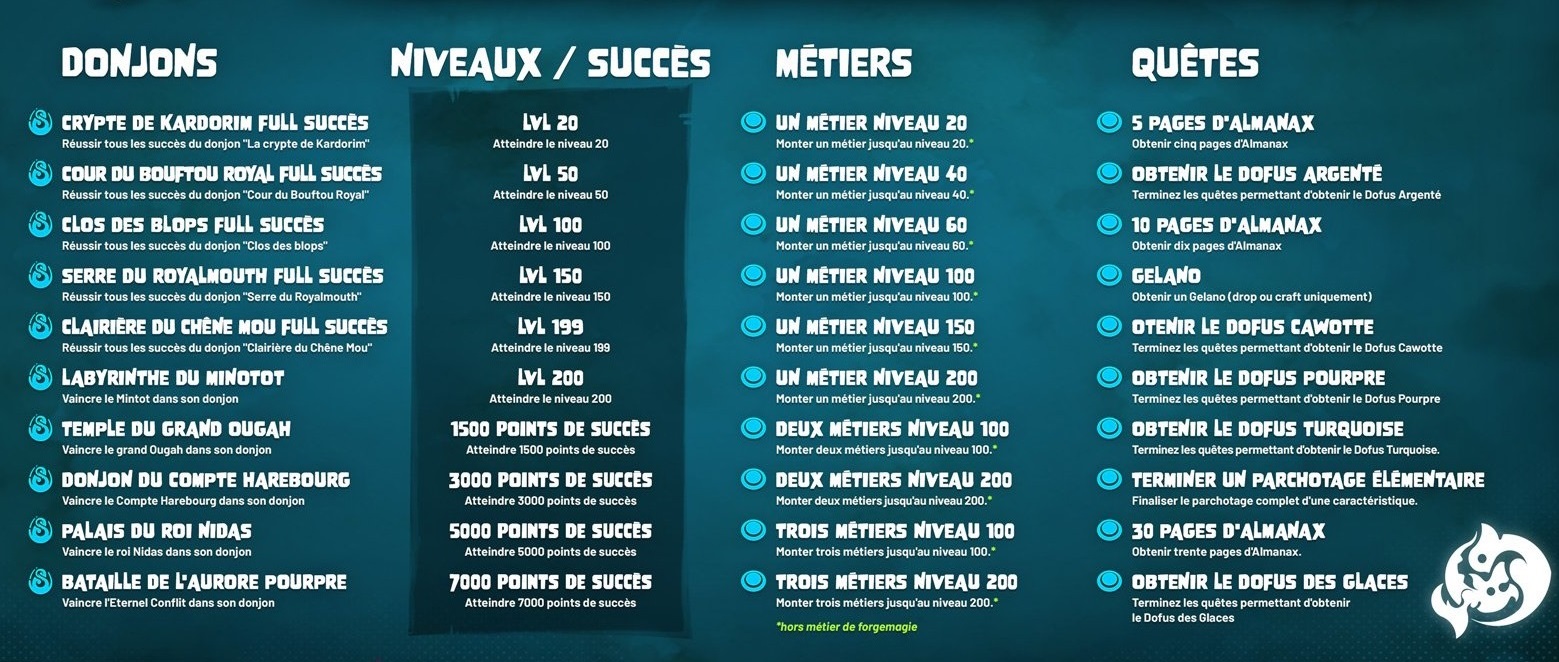 DONJONS
CRYPTE DE KARDORIM FULL SUCCÈS
Réussir tous les succès du donjon "La crypte de Kardorim"
COUR DU BOUFTOU ROYAL FULL SUCCÈS
Réussir tous les succès du donjon "Cour du Bouftou Royal"
CLOS DES BLOPS FULL SUCCÈS
Réussir tous les succès du donjon "Clos des blops"
SERRE DU ROYALMOUTH FULL SUCCÈS
Réussir tous les succès du donjon "Serre du Royalmouth"
CLAIRIÈRE DU CHÊNE MOU FULL SUCCÈS
Réussir tous les succès du donjon "Clairière du Chêne Mou"
LABYRINTHE DU MINOTOT
Vaincre le Mintot dans son donjon
TEMPLE DU GRAND OUGAH
Vaincre le grand Ougah dans son donjon
DONJON DU COMPTE HAREBOURG
Vaincre le Compte Harebourg dans son donjon
PALAIS DU ROI NIDAS
Vaincre le roi Nidas dans son donjon
BATAILLE DE L'AURORE POURPRE
Vaincre l'Eternel Conflit dans son donjon
NIVEAUX / SUCCÈS
LVL 20
Atteindre le niveau 20
LVL 50
Atteindre le niveau 50
LVL 100
Atteindre le niveau 100
LVL 150
Atteindre le niveau 150
LVL 199
Atteindre le niveau 199
LVL 200
Atteindre le niveau 200
1500 POINTS DE SUCCÈS
Atteindre 1500 points de succès
3000 POINTS DE SUCCÈS
Atteindre 3000 points de succès
5000 POINTS DE SUCCÈS
Atteindre 5000 points de succès
7000 POINTS DE SUCCÈS
Atteindre 7000 points de succès
MÉTIERS
UN MÉTIER NIVEAU 20
Monter un métier jusqu'au niveau 20.*
UN MÉTIER NIVEAU 40
Monter un métier jusqu'au niveau 40.*
UN MÉTIER NIVEAU 60
Monter un métier jusqu'au niveau 60.*
UN MÉTIER NIVEAU 100
Monter un métier jusqu'au niveau 100.*
UN MÉTIER NIVEAU 150
Monter un métier jusqu'au niveau 150.*
UN MÉTIER NIVEAU 200
Monter un métier jusqu'au niveau 200.*
DEUX MÉTIERS NIVEAU 100
Monter deux métiers jusqu'au niveau 100.*
DEUX MÉTIERS NIVEAU 200
Monter deux métiers jusqu'au niveau 200.*
TROIS MÉTIERS NIVEAU 100
Monter trois métiers jusqu'au niveau 100.*
TROIS MÉTIERS NIVEAU 200
Monter trois métiers jusqu'au niveau 200.*
*hors métier de forgemagie
QUÊTES
5 PAGES D'ALMANAX
Obtenir cinq pages d'Almanax
OBTENIR LE DOFUS ARGENTÉ
Terminez les quêtes permettant d'obtenir le Dofus Argenté
10 PAGES D'ALMANAX
Obtenir dix pages d'Almanax
GELANO
Obtenir un Gelano (drop ou craft uniquement)
OTENIR LE DOFUS CAWOTTE
Terminez les quêtes permettant d'obtenir le Dofus Cawotte
OBTENIR LE DOFUS POURPRE
Terminez les quêtes permettant d'obtenir le Dofus Pourpre
OBTENIR LE DOFUS TURQUOISE
Terminez les quêtes permettant d'obtenir le Dofus Turquoise.
TERMINER UN PARCHOTAGE ÉLÉMENTAIRE
Finaliser le parchotage complet d'une caractéristique.
30 PAGES D'ALMANAX
Obtenir trente pages d'Almanax.
OBTENIR LE DOFUS DES GLACES
Terminez les quêtes permettant d'obtenir
le Dofus des Glaces